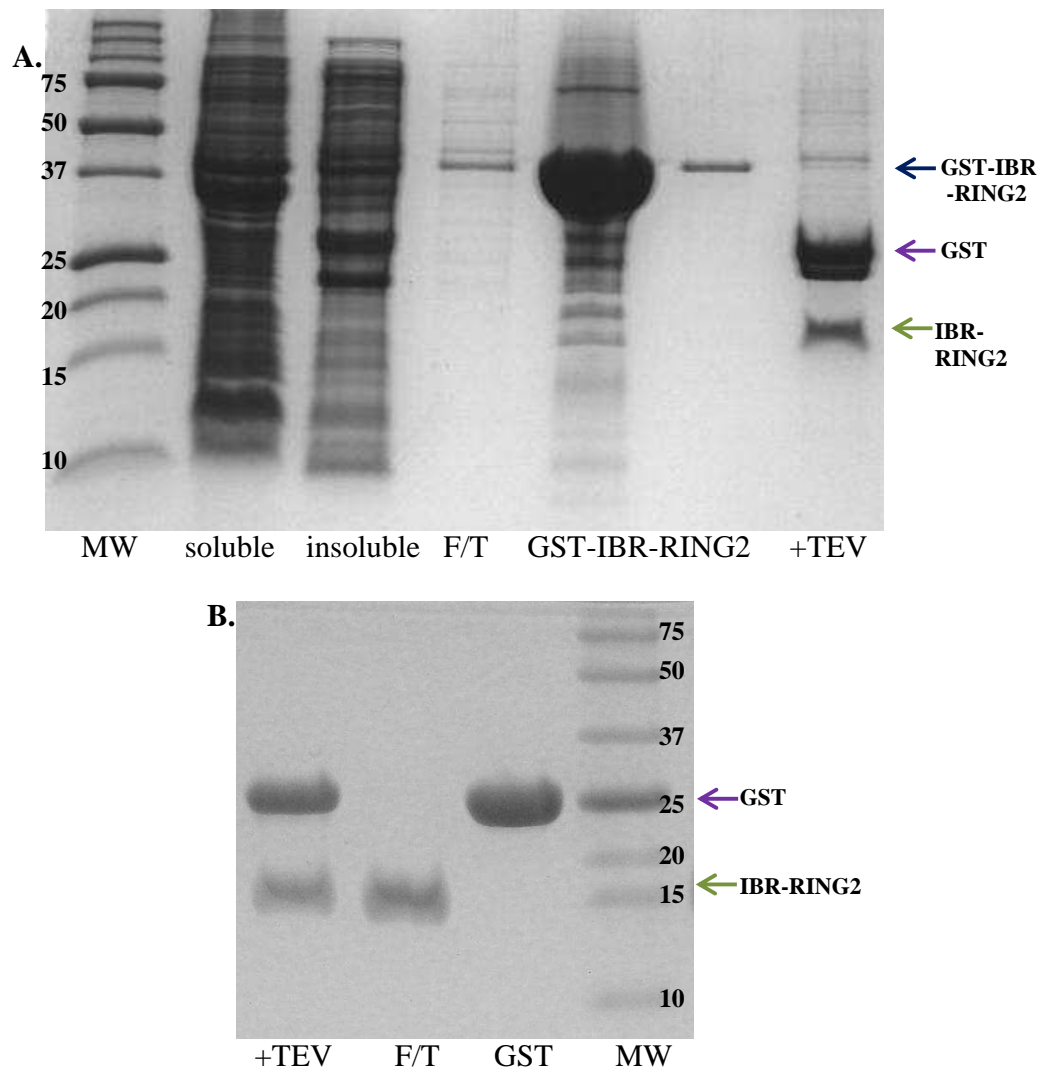 A.
75
50
37
25
20
15
10
GST-IBR
-RING2
GST
IBR-
RING2
MW soluble insoluble F/T GST-IBR-RING2 +TEV
B.
75
50
37
25
20
15
10
GST
IBR-RING2
+TEV F/T GST MW